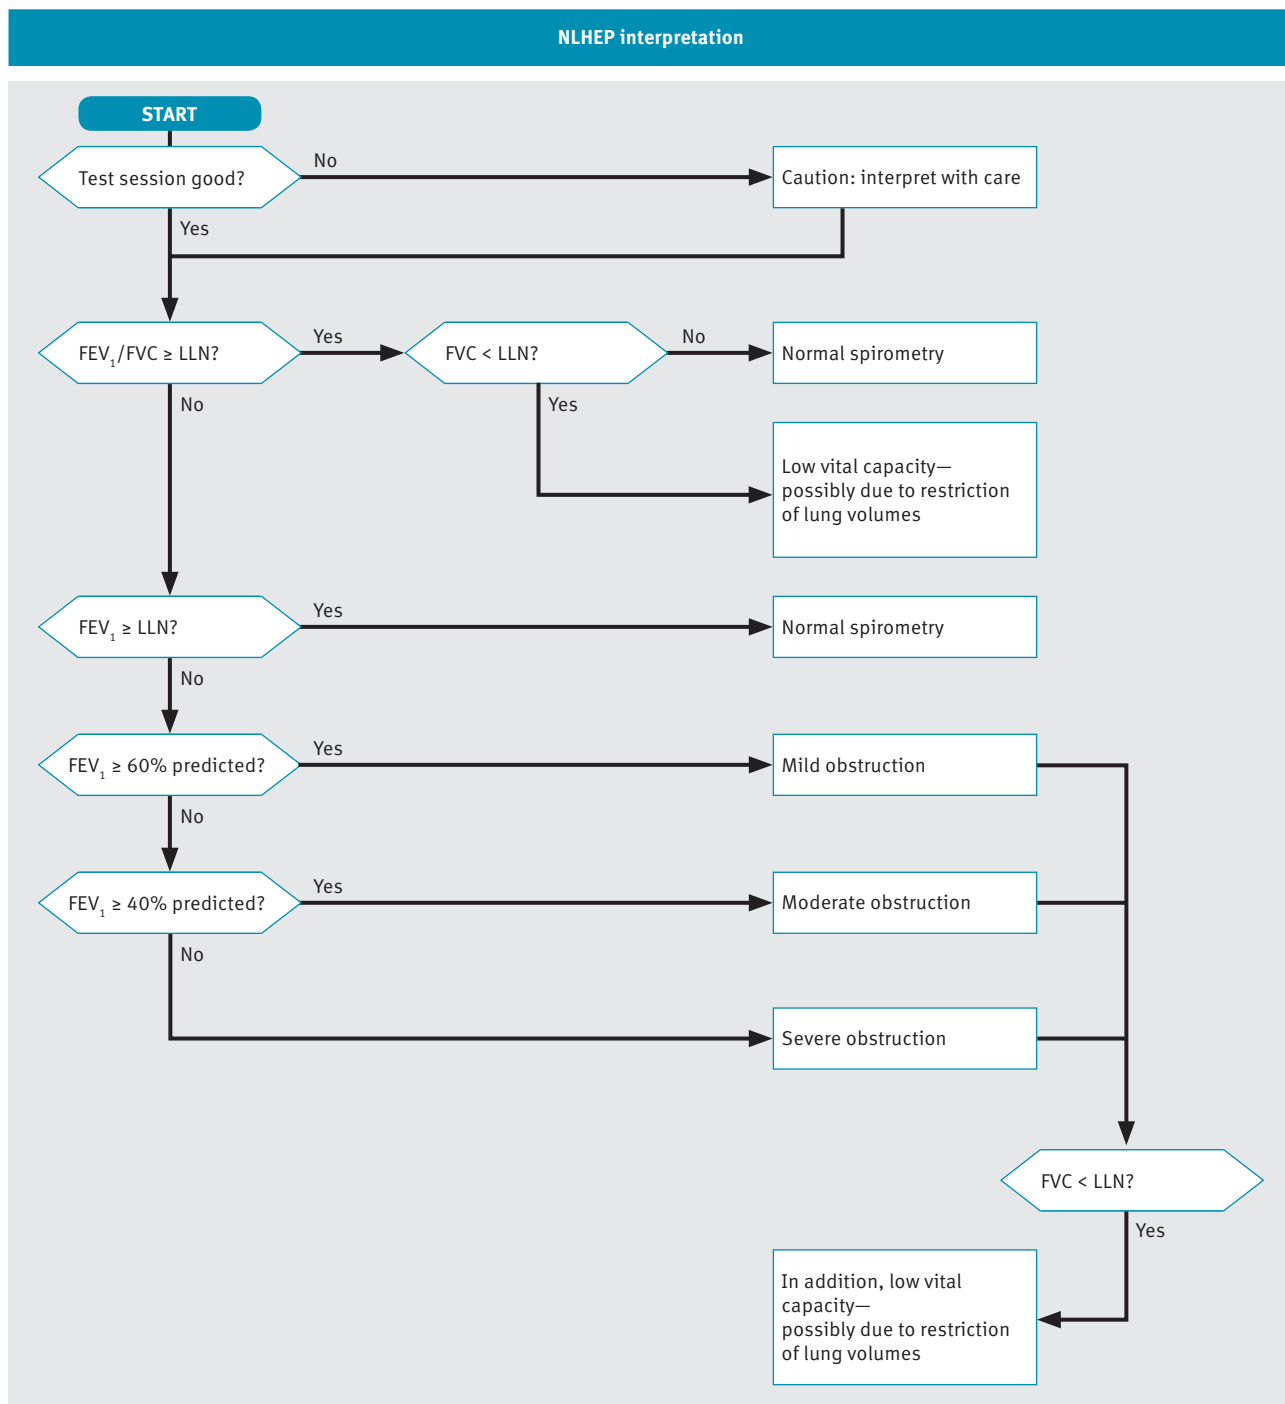 NLHEP interpretation
START
Test session good?
No
Caution: interpret with care
Yes
FEV₁/FVC ≥ LLN?
Yes
FVC < LLN?
No
Normal spirometry
No
Yes
Low vital capacity—
possibly due to restriction
of lung volumes
FEV₁ ≥ LLN?
Yes
Normal spirometry
No
FEV₁ ≥ 60% predicted?
Yes
Mild obstruction
No
FEV₁ ≥ 40% predicted?
Yes
Moderate obstruction
No
Severe obstruction
FVC < LLN?
Yes
In addition, low vital
capacity—
possibly due to restriction
of lung volumes